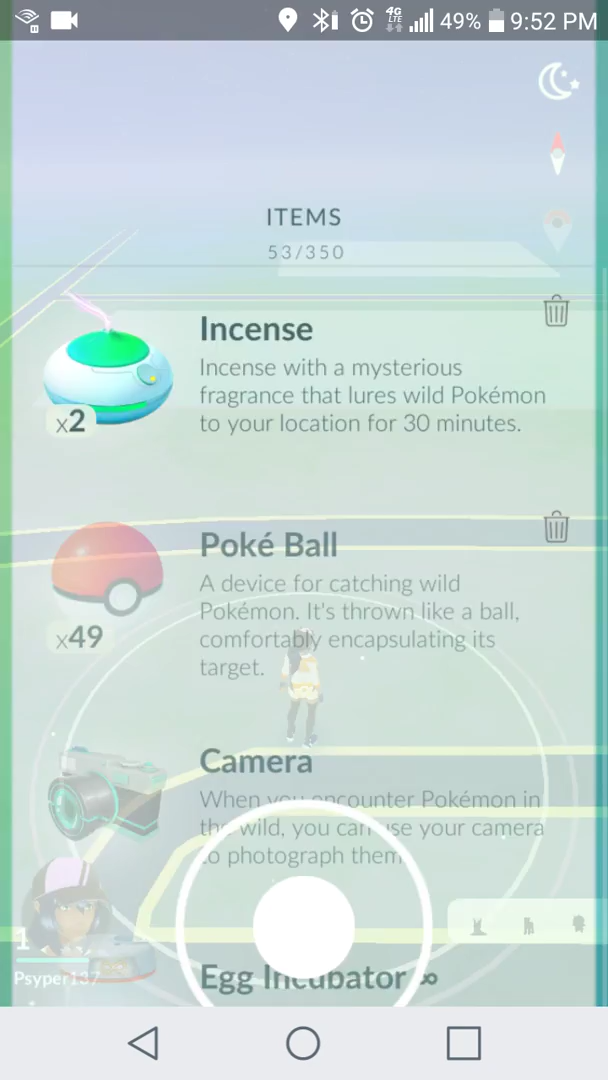 4G
LTE
49%
9:52 PM
ITEMS
53/350
Incense
Incense with a mysterious
fragrance that lures wild Pokémon
to your location for 30 minutes.
x2
Poké Ball
A device for catching wild
Pokémon. It's thrown like a ball,
comfortably encapsulating its
target.
x49
Camera
When you encounter Pokémon in
the wild, you can use your camera
to photograph them.
1
Psyper137
Egg Incubator ∞